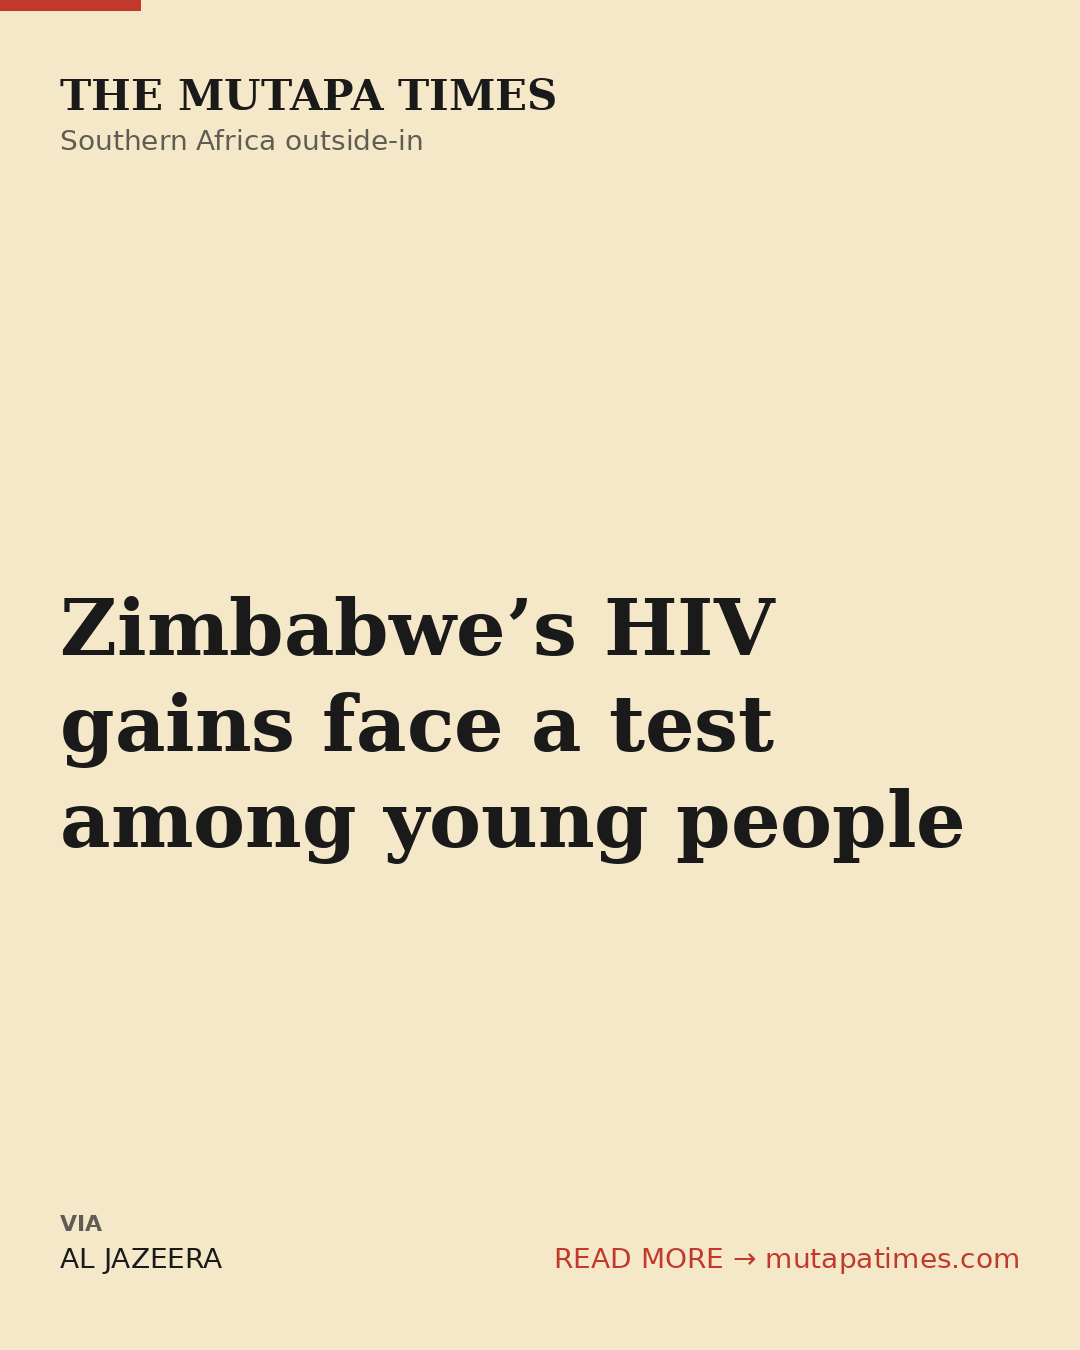 THE MUTAPA TIMES
Southern Africa outside-in
Zimbabwe’s HIV
gains face a test
among young people
VIA
AL JAZEERA
READ MORE → mutapatimes.com